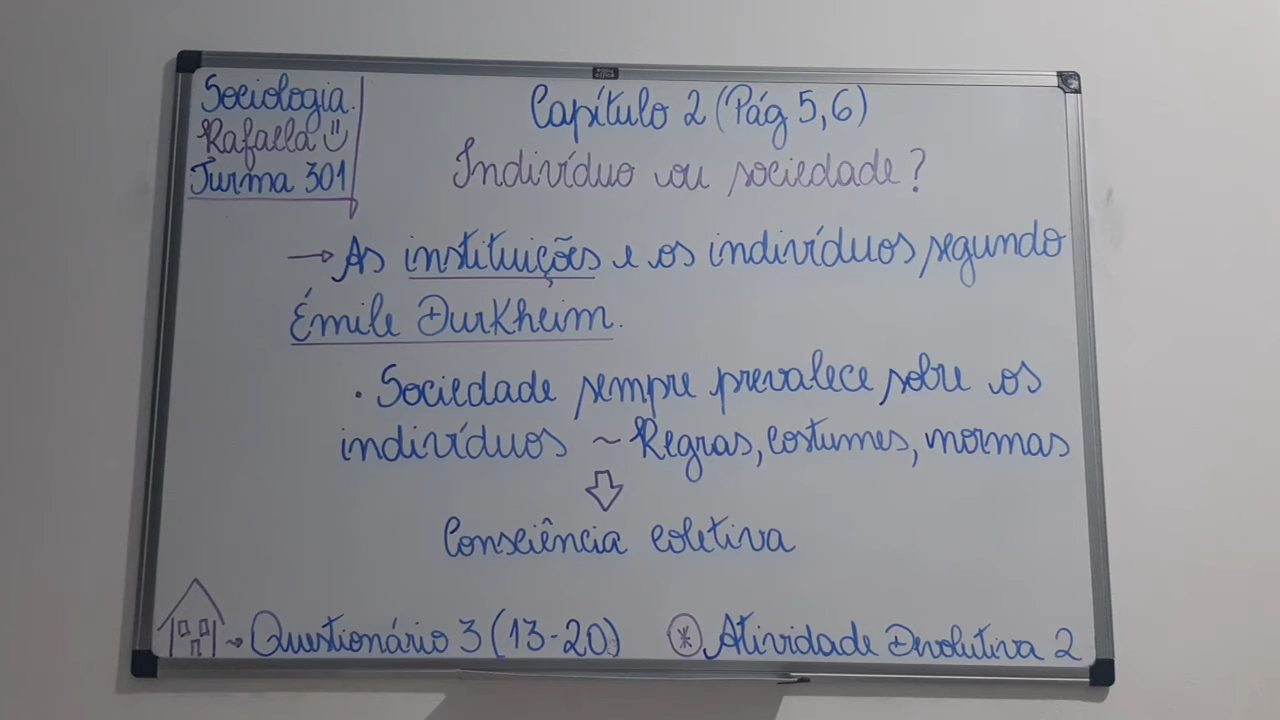 Sociologia.
Rafaella
Turma 301
Capítulo 2 (Pág 5,6)
Indivíduo ou sociedade?
→ As instituições e os indivíduos segundo
Émile Durkheim.
• Sociedade sempre prevalece sobre os
indivíduos ~ Regras, costumes, normas
Consciência coletiva
→ Questionário 3 (13-20)
* Atividade Devolutiva 2